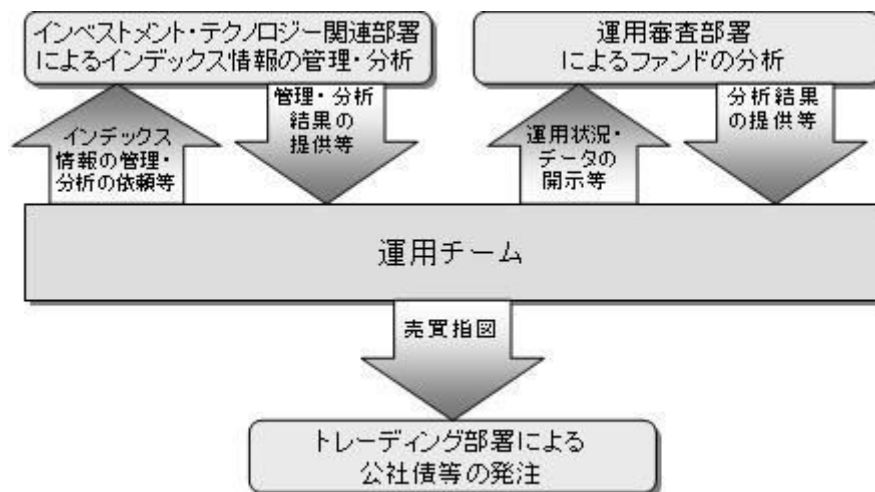 インベストメント・テクノロジー関連部署
によるインデックス情報の管理・分析
運用審査部署
によるファンドの分析
インデックス
情報の管理・
分析の依頼等
管理・分析
結果の
提供等
運用状況・
データの
開示等
分析結果
の提供等
運用チーム
売買指図
トレーディング部署による
公社債等の発注